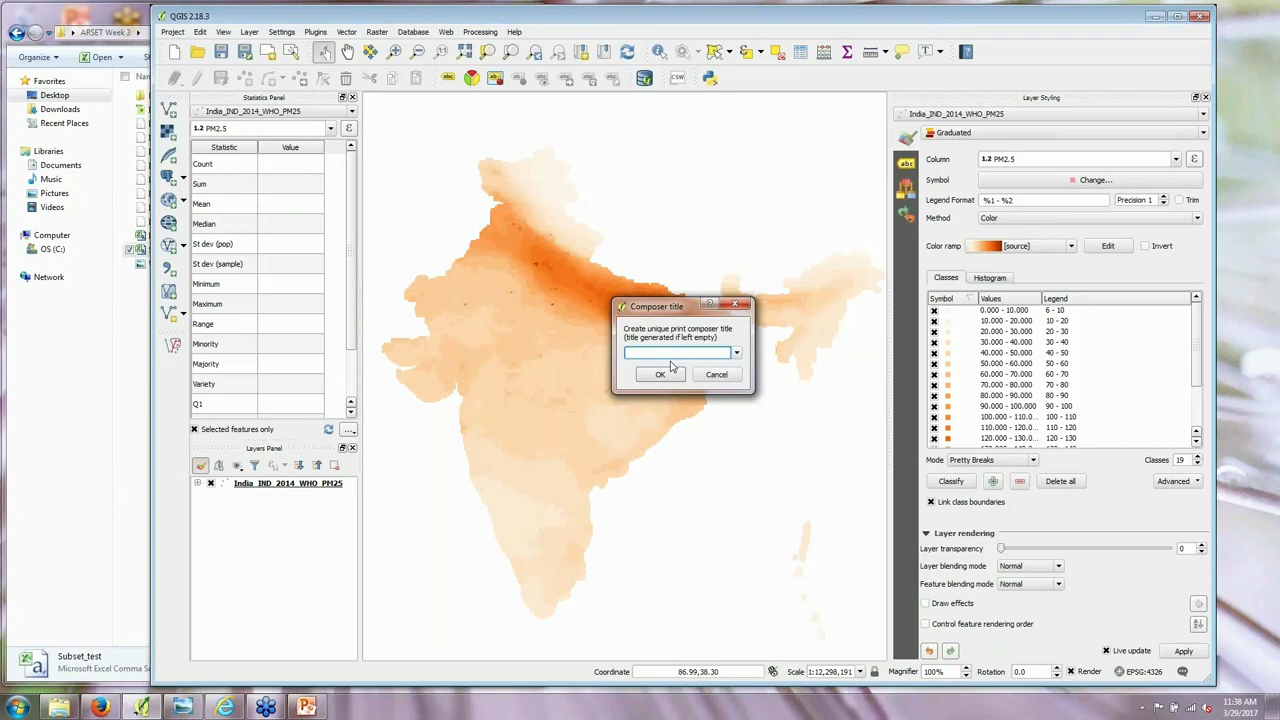 ARSET Week 3
Organize
Open
Favorites
Desktop
Downloads
Recent Places
Libraries
Documents
Music
Pictures
Videos
Computer
OS (C:)
Network
Subset_test
Microsoft Excel Comma Se
QGIS 2.18.3
Project Edit View Layer Settings Plugins Vector Raster Database Web Processing Help
CSW
Statistics Panel
India_IND_2014_WHO_PM25
1.2 PM2.5
Statistic Value
Count
Sum
Mean
Median
St dev (pop)
St dev (sample)
Minimum
Maximum
Range
Minority
Majority
Variety
Q1
Selected features only
Layers Panel
India_IND_2014_WHO_PM25
Composer title
Create unique print composer title
(title generated if left empty)
OK Cancel
Layer Styling
India_IND_2014_WHO_PM25
Graduated
Column 1.2 PM2.5
Symbol Change...
Legend Format %1 - %2 Precision 1 Trim
Method Color
Color ramp [source] Edit Invert
Classes Histogram
Symbol Values Legend
0.000 - 10.000 6 - 10
10.000 - 20.000 10 - 20
20.000 - 30.000 20 - 30
30.000 - 40.000 30 - 40
40.000 - 50.000 40 - 50
50.000 - 60.000 50 - 60
60.000 - 70.000 60 - 70
70.000 - 80.000 70 - 80
80.000 - 90.000 80 - 90
90.000 - 100.000 90 - 100
100.000 - 110.0... 100 - 110
110.000 - 120.0... 110 - 120
120.000 - 130.0... 120 - 130
Mode Pretty Breaks Classes 19
Classify Delete all Advanced
Link class boundaries
Layer rendering
Layer transparency 0
Layer blending mode Normal
Feature blending mode Normal
Draw effects
Control feature rendering order
Live update Apply
Coordinate 86.99,38.30 Scale 1:12,298,191 Magnifier 100% Rotation 0.0 Render EPSG:4326
11:38 AM
3/29/2017